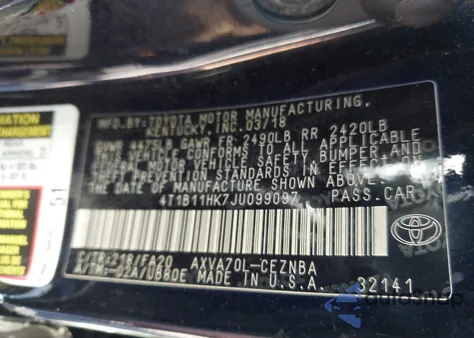 MFD.BY: TOYOTA MOTOR MANUFACTURING,
KENTUCKY, INC. 03/18
GVWR 4475LB GAWR FR 2490LB RR 2420LB
THIS VEHICLE CONFORMS TO ALL APPLICABLE
FEDERAL MOTOR VEHICLE SAFETY, BUMPER AND
THEFT PREVENTION STANDARDS IN EFFECT ON
THE DATE OF MANUFACTURE SHOWN ABOVE.
4T1B11HK7JU099097 PASS.CAR
C/TR: 218/FA20 AXVA70L-CEZNBA
A/TM: -02A/UB80E MADE IN U.S.A. 32141
51
AutoSnap